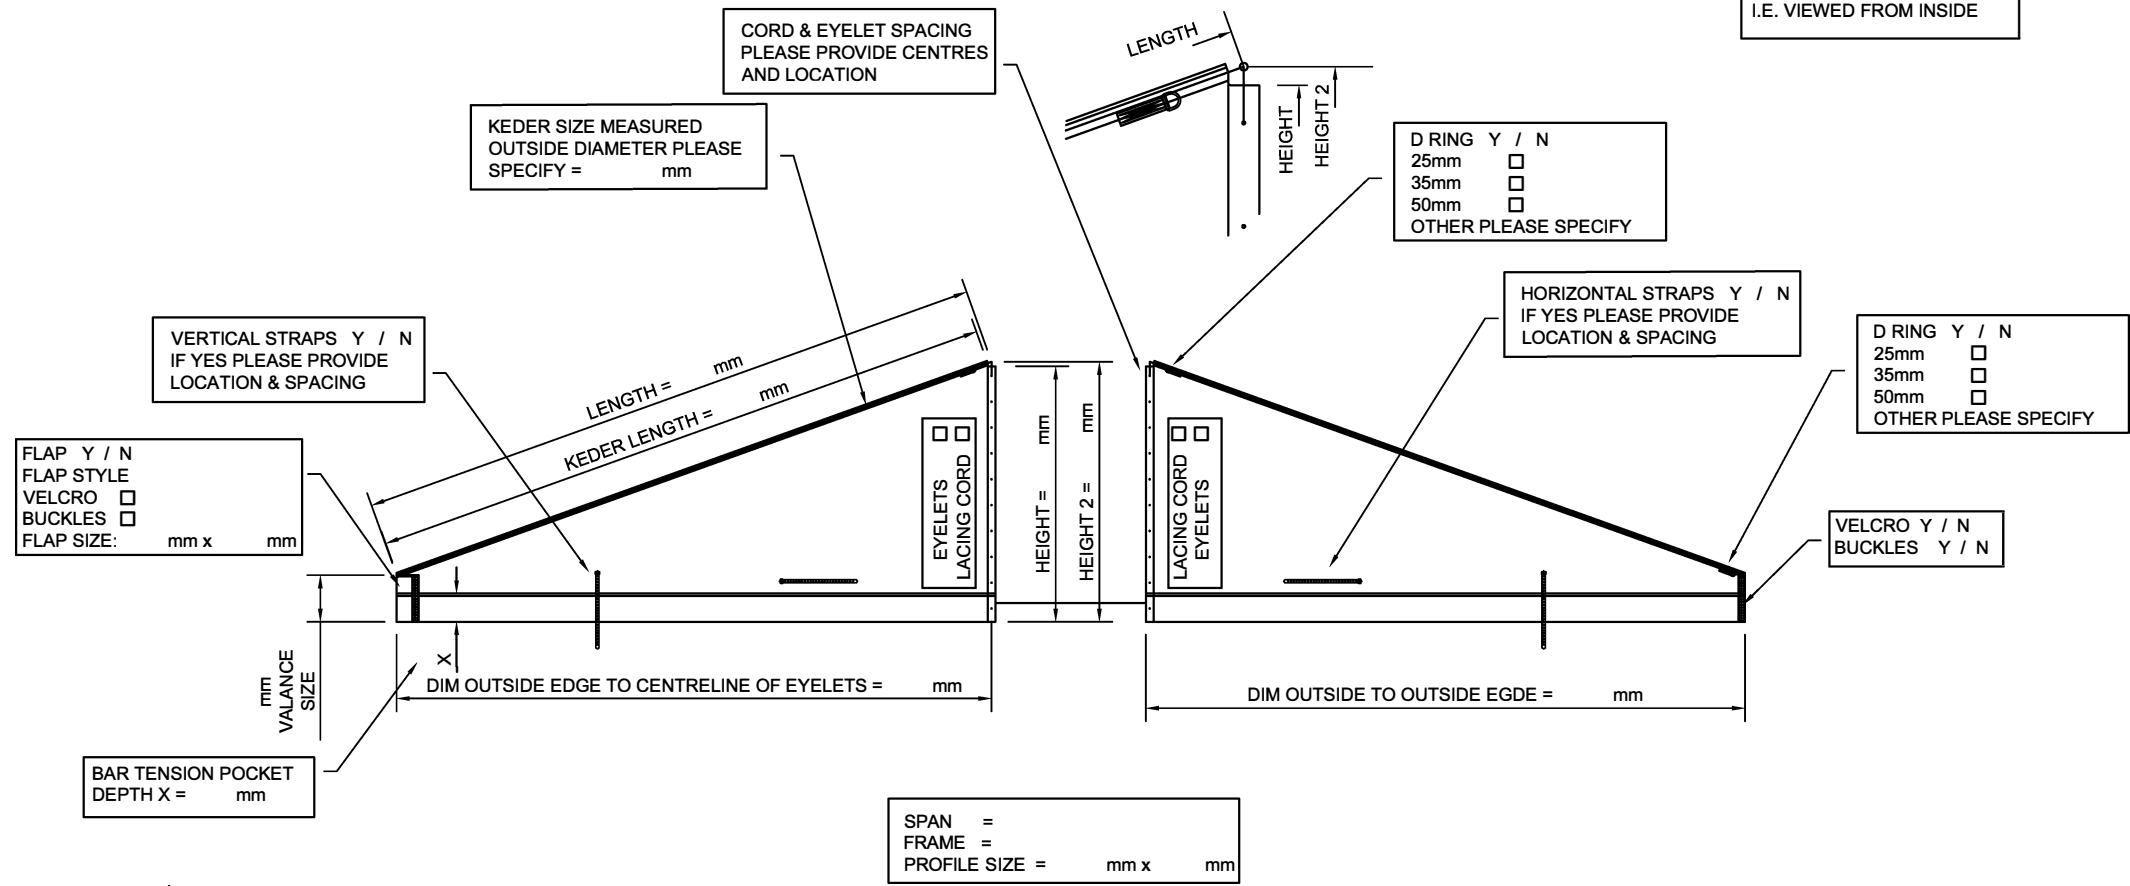 I.E. VIEWED FROM INSIDE
CORD & EYELET SPACING
PLEASE PROVIDE CENTRES
AND LOCATION
LENGTH
HEIGHT
HEIGHT 2
KEDER SIZE MEASURED
OUTSIDE DIAMETER PLEASE
SPECIFY = mm
D RING Y / N
25mm
35mm
50mm
OTHER PLEASE SPECIFY
VERTICAL STRAPS Y / N
IF YES PLEASE PROVIDE
LOCATION & SPACING
HORIZONTAL STRAPS Y / N
IF YES PLEASE PROVIDE
LOCATION & SPACING
D RING Y / N
25mm
35mm
50mm
OTHER PLEASE SPECIFY
LENGTH = mm
KEDER LENGTH = mm
FLAP Y / N
FLAP STYLE
VELCRO
BUCKLES
FLAP SIZE: mm x mm
EYELETS
LACING CORD
HEIGHT = mm
HEIGHT 2 = mm
LACING CORD
EYELETS
VELCRO Y / N
BUCKLES Y / N
mm
VALANCE
SIZE
X
DIM OUTSIDE EDGE TO CENTRELINE OF EYELETS = mm
DIM OUTSIDE TO OUTSIDE EGDE = mm
BAR TENSION POCKET
DEPTH X = mm
SPAN =
FRAME =
PROFILE SIZE = mm x mm